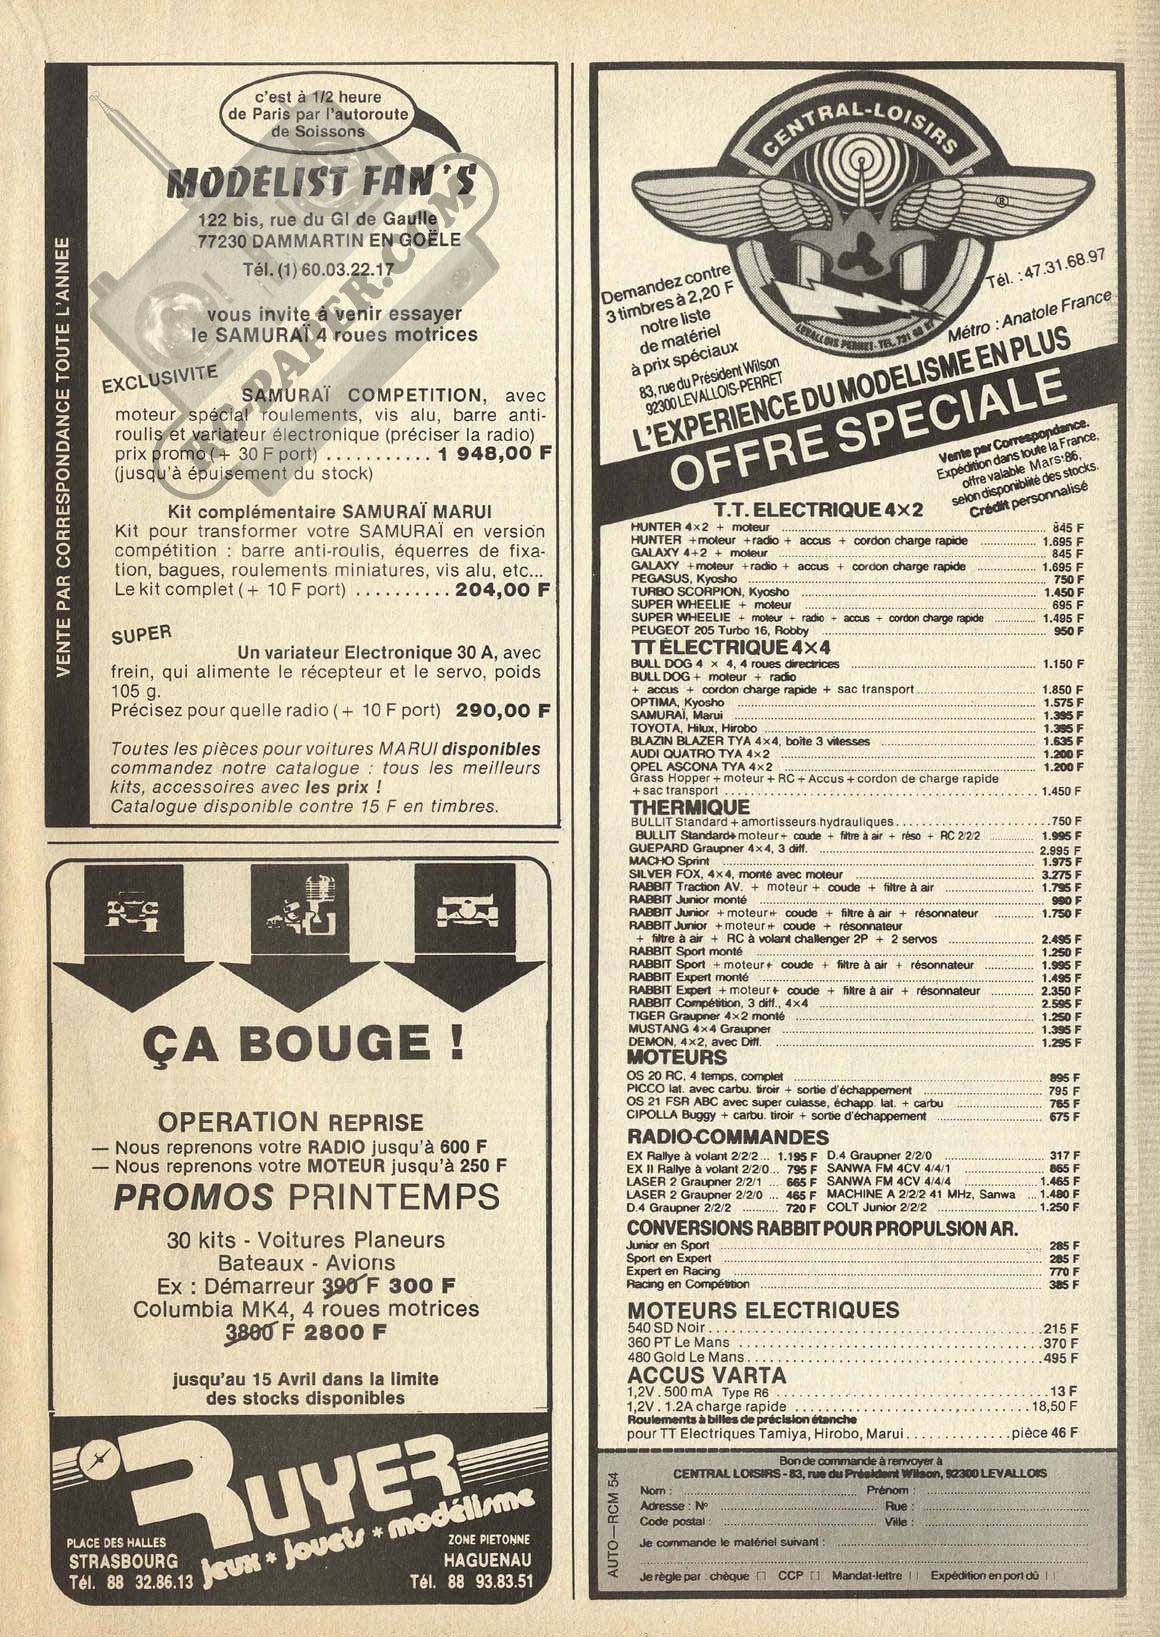 VENTE PAR CORRESPONDANCE TOUTE L'ANNEE
c'est à 1/2 heure
de Paris par l'autoroute
de Soissons
MODELIST FAN'S
122 bis, rue du Gl de Gaulle
77230 DAMMARTIN EN GOËLE
Tél. (1) 60.03.22.17
vous invite à venir essayer
le SAMURAÏ 4 roues motrices
EXCLUSIVITE
SAMURAÏ COMPETITION, avec
moteur spécial roulements, vis alu, barre anti-
roulis et variateur électronique (préciser la radio)
prix promo (+ 30 F port) .......... 1 948,00 F
(jusqu'à épuisement du stock)
Kit complémentaire SAMURAÏ MARUI
Kit pour transformer votre SAMURAÏ en version
compétition : barre anti-roulis, équerres de fixa-
tion, bagues, roulements miniatures, vis alu, etc...
Le kit complet (+ 10 F port) .......... 204,00 F
SUPER
Un variateur Electronique 30 A, avec
frein, qui alimente le récepteur et le servo, poids
105 g.
Précisez pour quelle radio (+ 10 F port) 290,00 F
Toutes les pièces pour voitures MARUI disponibles
commandez notre catalogue : tous les meilleurs
kits, accessoires avec les prix !
Catalogue disponible contre 15 F en timbres.
RC-PAPER.COM
ÇA BOUGE !
OPERATION REPRISE
— Nous reprenons votre RADIO jusqu'à 600 F
— Nous reprenons votre MOTEUR jusqu'à 250 F
PROMOS PRINTEMPS
30 kits - Voitures Planeurs
Bateaux - Avions
Ex : Démarreur 390 F 300 F
Columbia MK4, 4 roues motrices
3800 F 2800 F
jusqu'au 15 Avril dans la limite
des stocks disponibles
RUYER
jeux * jouets * modélisme
PLACE DES HALLES
STRASBOURG
Tél. 88 32.86.13
ZONE PIETONNE
HAGUENAU
Tél. 88 93.83.51
CENTRAL-LOISIRS
®
LEVALLOIS PERRET - TEL. 731 68 97
Demandez contre
3 timbres à 2,20 F
notre liste
de matériel
à prix spéciaux
Tél. : 47.31.68.97
Métro : Anatole France
83, rue du Président Wilson
92300 LEVALLOIS-PERRET
L'EXPERIENCE DU MODELISME EN PLUS
OFFRE SPECIALE
Vente par Correspondance.
Expédition dans toute la France,
offre valable Mars-86,
selon disponibilité des stocks.
Crédit personnalisé
T.T. ELECTRIQUE 4×2
HUNTER 4×2 + moteur ..... 845 F
HUNTER +moteur +radio + accus + cordon charge rapide ..... 1.695 F
GALAXY 4+2 + moteur ..... 845 F
GALAXY +moteur +radio + accus + cordon charge rapide ..... 1.695 F
PEGASUS, Kyosho ..... 750 F
TURBO SCORPION, Kyosho ..... 1.450 F
SUPER WHEELIE + moteur ..... 695 F
SUPER WHEELIE + moteur + radio + accus + cordon charge rapide ..... 1.495 F
PEUGEOT 205 Turbo 16, Robby ..... 950 F
TT ÉLECTRIQUE 4×4
BULL DOG 4 × 4, 4 roues directrices ..... 1.150 F
BULL DOG + moteur + radio
+ accus + cordon charge rapide + sac transport ..... 1.850 F
OPTIMA, Kyosho ..... 1.575 F
SAMURAÏ, Marui ..... 1.395 F
TOYOTA, Hilux, Hirobo ..... 1.395 F
BLAZIN BLAZER TYA 4×4, boîte 3 vitesses ..... 1.635 F
AUDI QUATRO TYA 4×2 ..... 1.200 F
OPEL ASCONA TYA 4×2 ..... 1.200 F
Grass Hopper + moteur + RC + Accus + cordon de charge rapide
+ sac transport ..... 1.450 F
THERMIQUE
BULLIT Standard + amortisseurs hydrauliques ..... 750 F
BULLIT Standard+ moteur+ coude + filtre à air + réso + RC 2/2/2 ..... 1.995 F
GUEPARD Graupner 4×4, 3 diff. ..... 2.995 F
MACHO Sprint ..... 1.975 F
SILVER FOX, 4×4, monté avec moteur ..... 3.275 F
RABBIT Traction AV. + moteur + coude + filtre à air ..... 1.795 F
RABBIT Junior monté ..... 990 F
RABBIT Junior +moteur+ coude + filtre à air + résonnateur ..... 1.750 F
RABBIT Junior +moteur+ coude + résonnateur
+ filtre à air + RC à volant challenger 2P + 2 servos ..... 2.495 F
RABBIT Sport monté ..... 1.250 F
RABBIT Sport +moteur+ coude + filtre à air + résonnateur ..... 1.995 F
RABBIT Expert monté ..... 1.495 F
RABBIT Expert +moteur+ coude + filtre à air + résonnateur ..... 2.350 F
RABBIT Compétition, 3 diff., 4×4 ..... 2.595 F
TIGER Graupner 4×2 monté ..... 1.250 F
MUSTANG 4×4 Graupner ..... 1.395 F
DEMON, 4×2, avec Diff. ..... 1.295 F
MOTEURS
OS 20 RC, 4 temps, complet ..... 895 F
PICCO lat. avec carbu. tiroir + sortie d'échappement ..... 795 F
OS 21 FSR ABC avec super culasse, échapp. lat. + carbu ..... 765 F
CIPOLLA Buggy + carbu. tiroir + sortie d'échappement ..... 675 F
RADIO-COMMANDES
EX Rallye à volant 2/2/2 ... 1.195 F D.4 Graupner 2/2/0 ..... 317 F
EX II Rallye à volant 2/2/0 ... 795 F SANWA FM 4CV 4/4/1 ..... 865 F
LASER 2 Graupner 2/2/1 ... 665 F SANWA FM 4CV 4/4/4 ..... 1.465 F
LASER 2 Graupner 2/2/0 ... 465 F MACHINE A 2/2/2 41 MHz, Sanwa ... 1.480 F
D.4 Graupner 2/2/2 ..... 720 F COLT Junior 2/2/2 ..... 1.250 F
CONVERSIONS RABBIT POUR PROPULSION AR.
Junior en Sport ..... 285 F
Sport en Expert ..... 285 F
Expert en Racing ..... 770 F
Racing en Compétition ..... 385 F
MOTEURS ELECTRIQUES
540 SD Noir ..... 215 F
360 PT Le Mans ..... 370 F
480 Gold Le Mans ..... 495 F
ACCUS VARTA
1,2V . 500 mA Type R6 ..... 13 F
1,2V . 1.2A charge rapide ..... 18,50 F
Roulements à billes de précision étanche
pour TT Electriques Tamiya, Hirobo, Marui ..... pièce 46 F
AUTO—RCM 54
Bon de commande à renvoyer à
CENTRAL LOISIRS - 83, rue du Président Wilson, 92300 LEVALLOIS
Nom : ..... Prénom : .....
Adresse : N° ..... Rue : .....
Code postal : ..... Ville : .....
Je commande le matériel suivant : .....
Je règle par : chèque □ CCP □ Mandat-lettre □ Expédition en port dû □